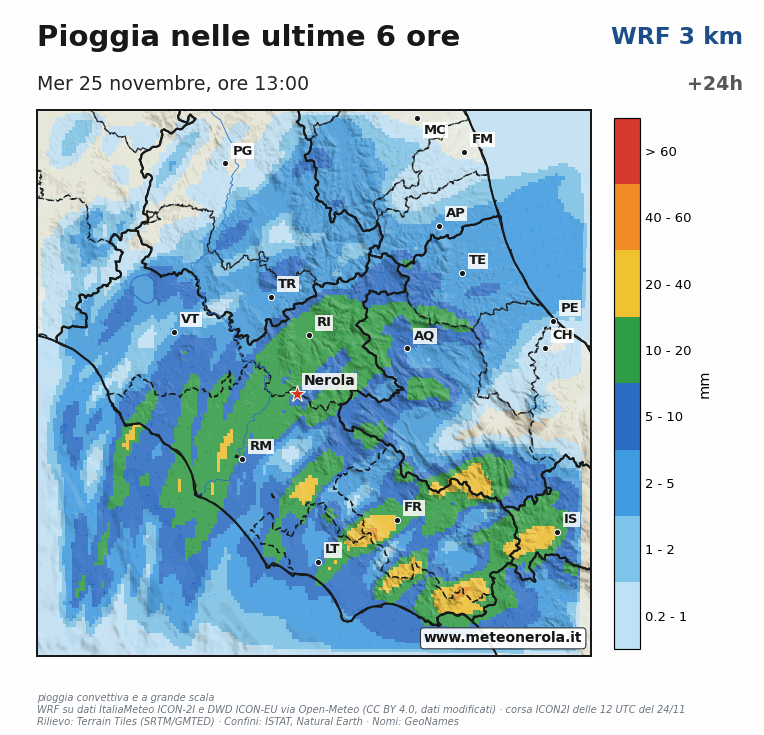 Pioggia nelle ultime 6 ore
WRF 3 km
Mer 25 novembre, ore 13:00
+24h
MC
FM
PG
AP
TE
TR
PE
VT
RI
AQ
CH
Nerola
RM
FR
IS
LT
www.meteonerola.it
> 60
40 - 60
20 - 40
10 - 20
5 - 10
2 - 5
1 - 2
0.2 - 1
mm
pioggia convettiva e a grande scala
WRF su dati ItaliaMeteo ICON-2I e DWD ICON-EU via Open-Meteo (CC BY 4.0, dati modificati) · corsa ICON2I delle 12 UTC del 24/11
Rilievo: Terrain Tiles (SRTM/GMTED) · Confini: ISTAT, Natural Earth · Nomi: GeoNames